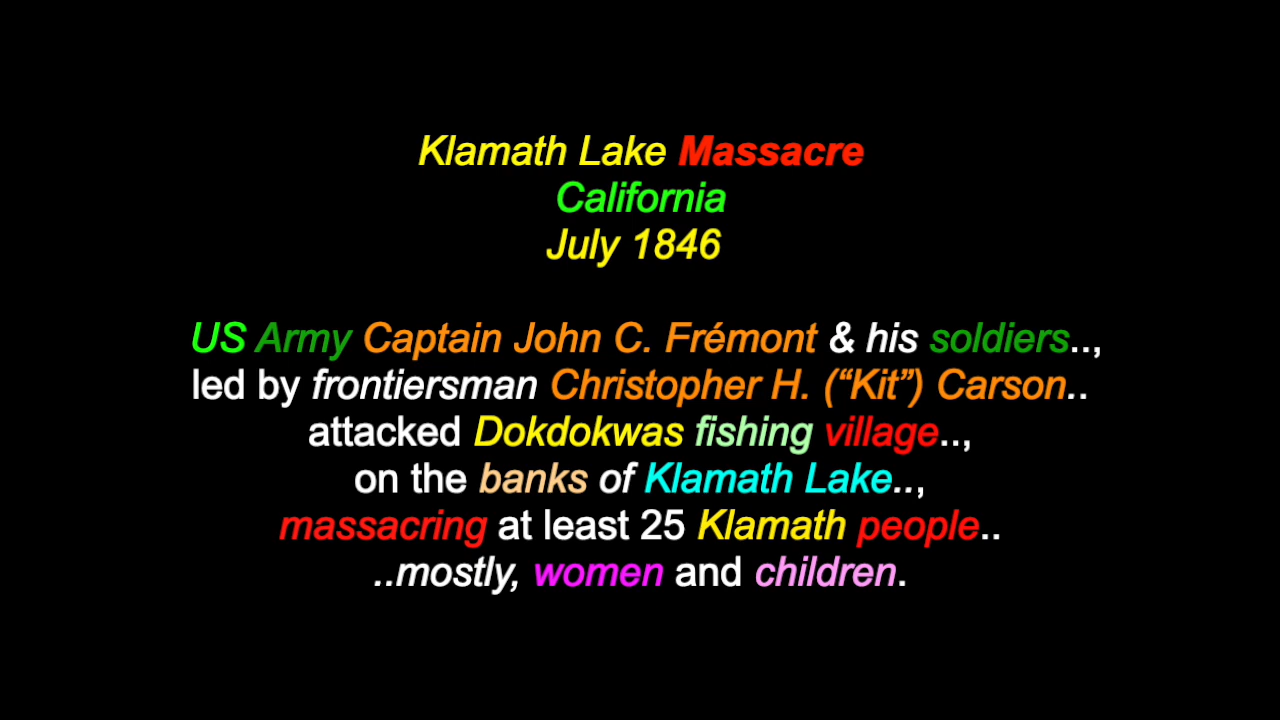 Klamath Lake Massacre
California
July 1846
US Army Captain John C. Frémont & his soldiers..,
led by frontiersman Christopher H. (“Kit”) Carson..
attacked Dokdokwas fishing village..,
on the banks of Klamath Lake..,
massacring at least 25 Klamath people..
..mostly, women and children.